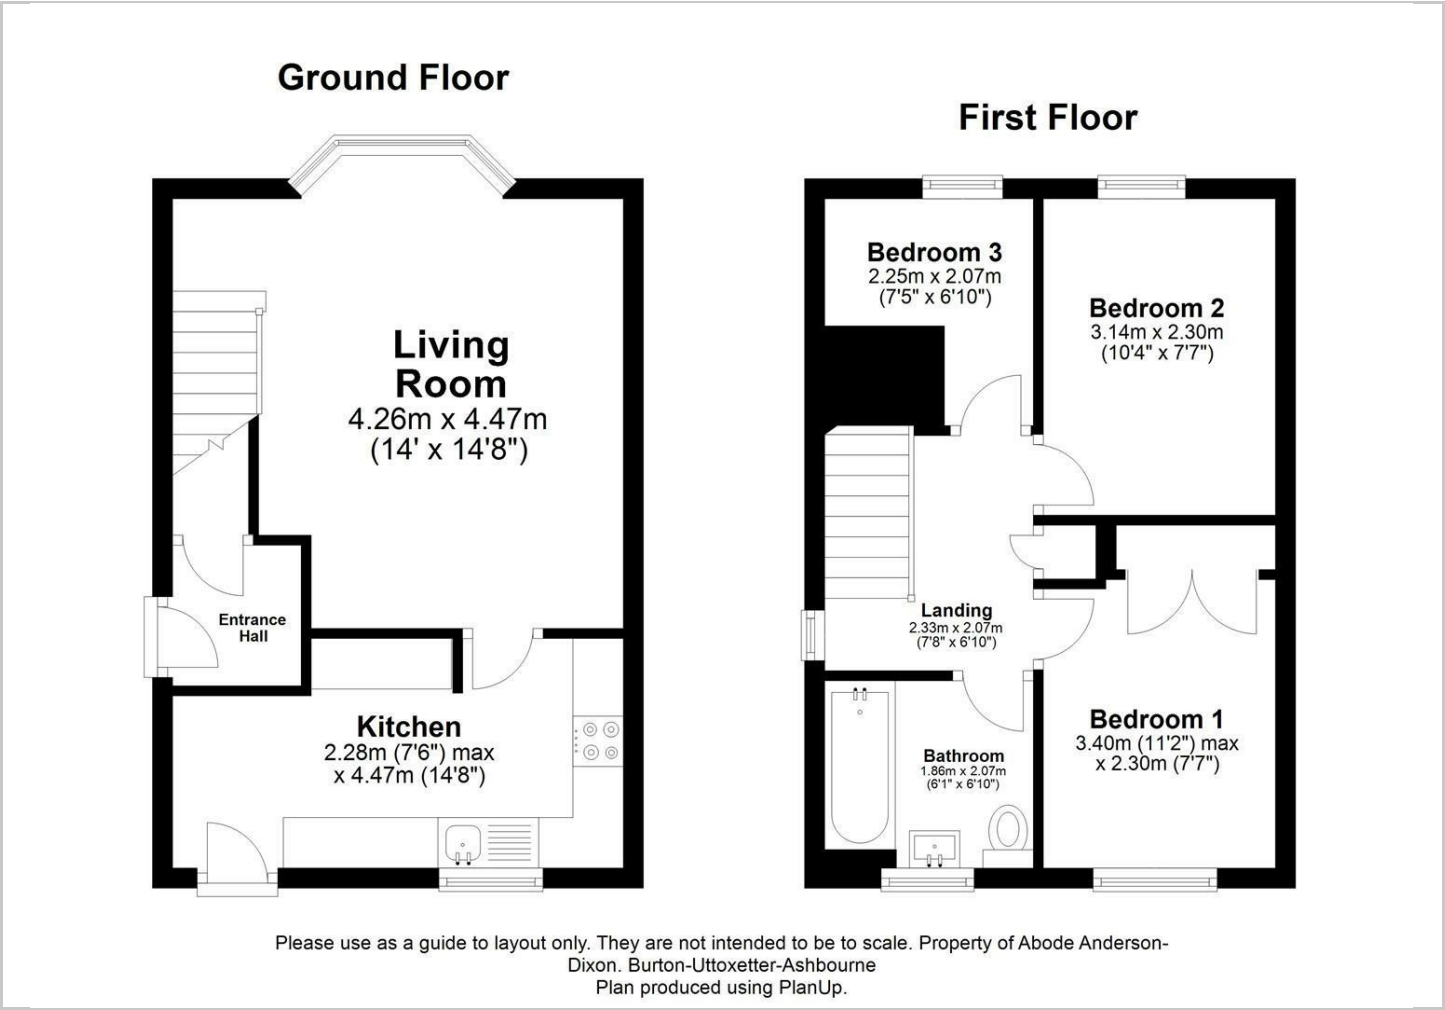 Ground Floor
First Floor
Living
Room
4.26m x 4.47m
(14' x 14'8")
Entrance
Hall
Kitchen
2.28m (7'6") max
x 4.47m (14'8")
Bedroom 3
2.25m x 2.07m
(7'5" x 6'10")
Bedroom 2
3.14m x 2.30m
(10'4" x 7'7")
Landing
2.33m x 2.07m
(7'8" x 6'10")
Bedroom 1
3.40m (11'2") max
x 2.30m (7'7")
Bathroom
1.86m x 2.07m
(6'1" x 6'10")
Please use as a guide to layout only. They are not intended to be to scale. Property of Abode Anderson-
Dixon. Burton-Uttoxetter-Ashbourne
Plan produced using PlanUp.